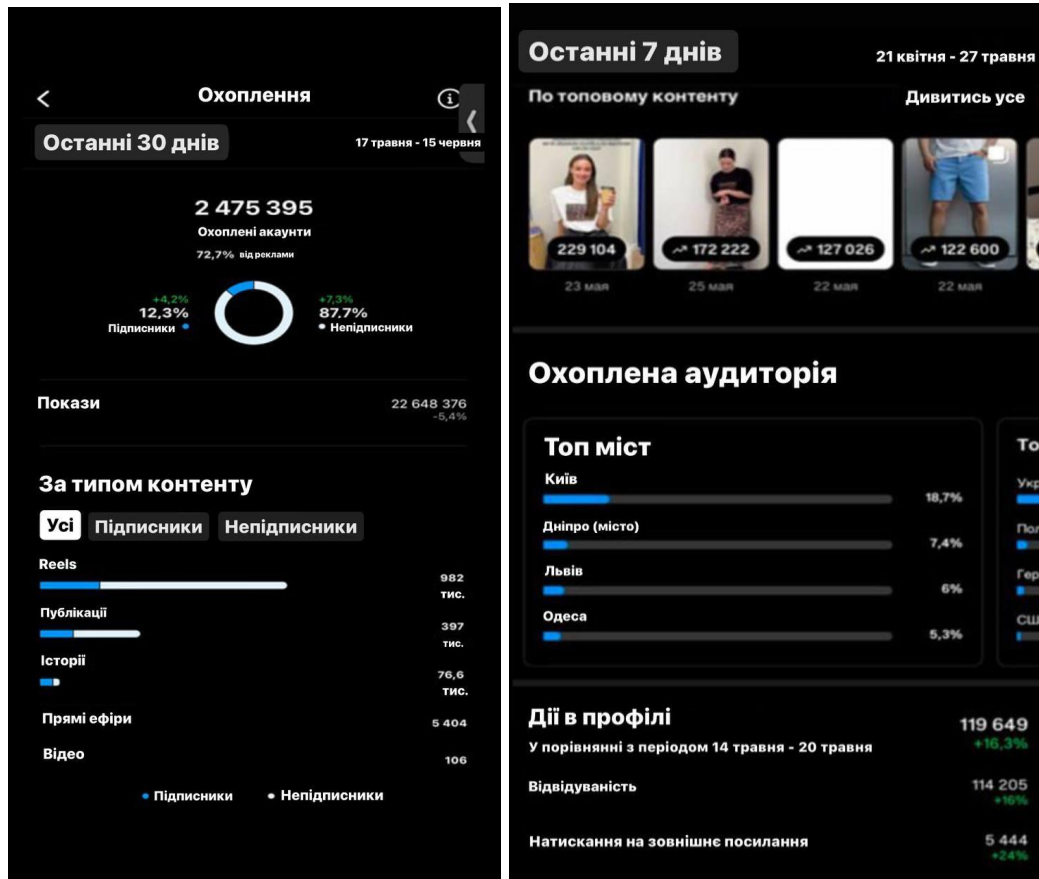 Охоплення
Останні 30 днів
17 травня - 15 червня
2 475 395
Охоплені акаунти
72,7% від реклами
+4,2%
12,3%
Підписники
+7,3%
87.7%
Непідписники
Покази
22 648 376
-5,4%
За типом контенту
Усі Підписники Непідписники
Reels
982
тис.
Публікації
397
тис.
Історії
76,6
тис.
Прямі ефіри
5 404
Відео
106
Підписники Непідписники
Останні 7 днів
21 квітня - 27 травня
По топовому контенту
Дивитись усе
229 104
172 222
127 026
122 600
23 мая
25 мая
22 мая
22 мая
Охоплена аудиторія
Топ міст
Київ
18,7%
Дніпро (місто)
7,4%
Львів
6%
Одеса
5,3%
То
Укр
Пол
Гер
СШ
Дії в профілі
119 649
У порівнянні з періодом 14 травня - 20 травня
+16,3%
Відвідуваність
114 205
+16%
Натискання на зовнішнє посилання
5 444
+24%